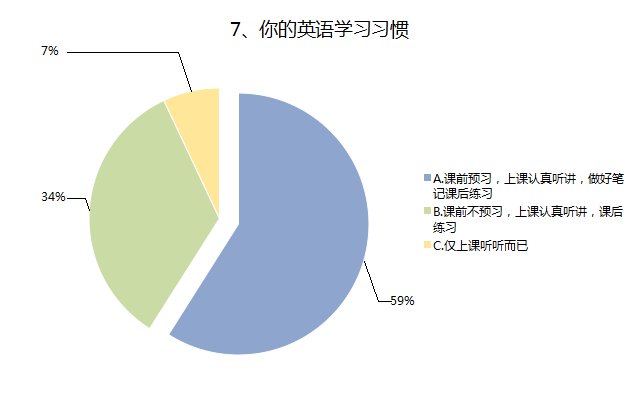 7、你的英语学习习惯
7%
34%
59%
A.课前预习，上课认真听讲，做好笔
记课后练习
B.课前不预习，上课认真听讲，课后
练习
C.仅上课听听而已